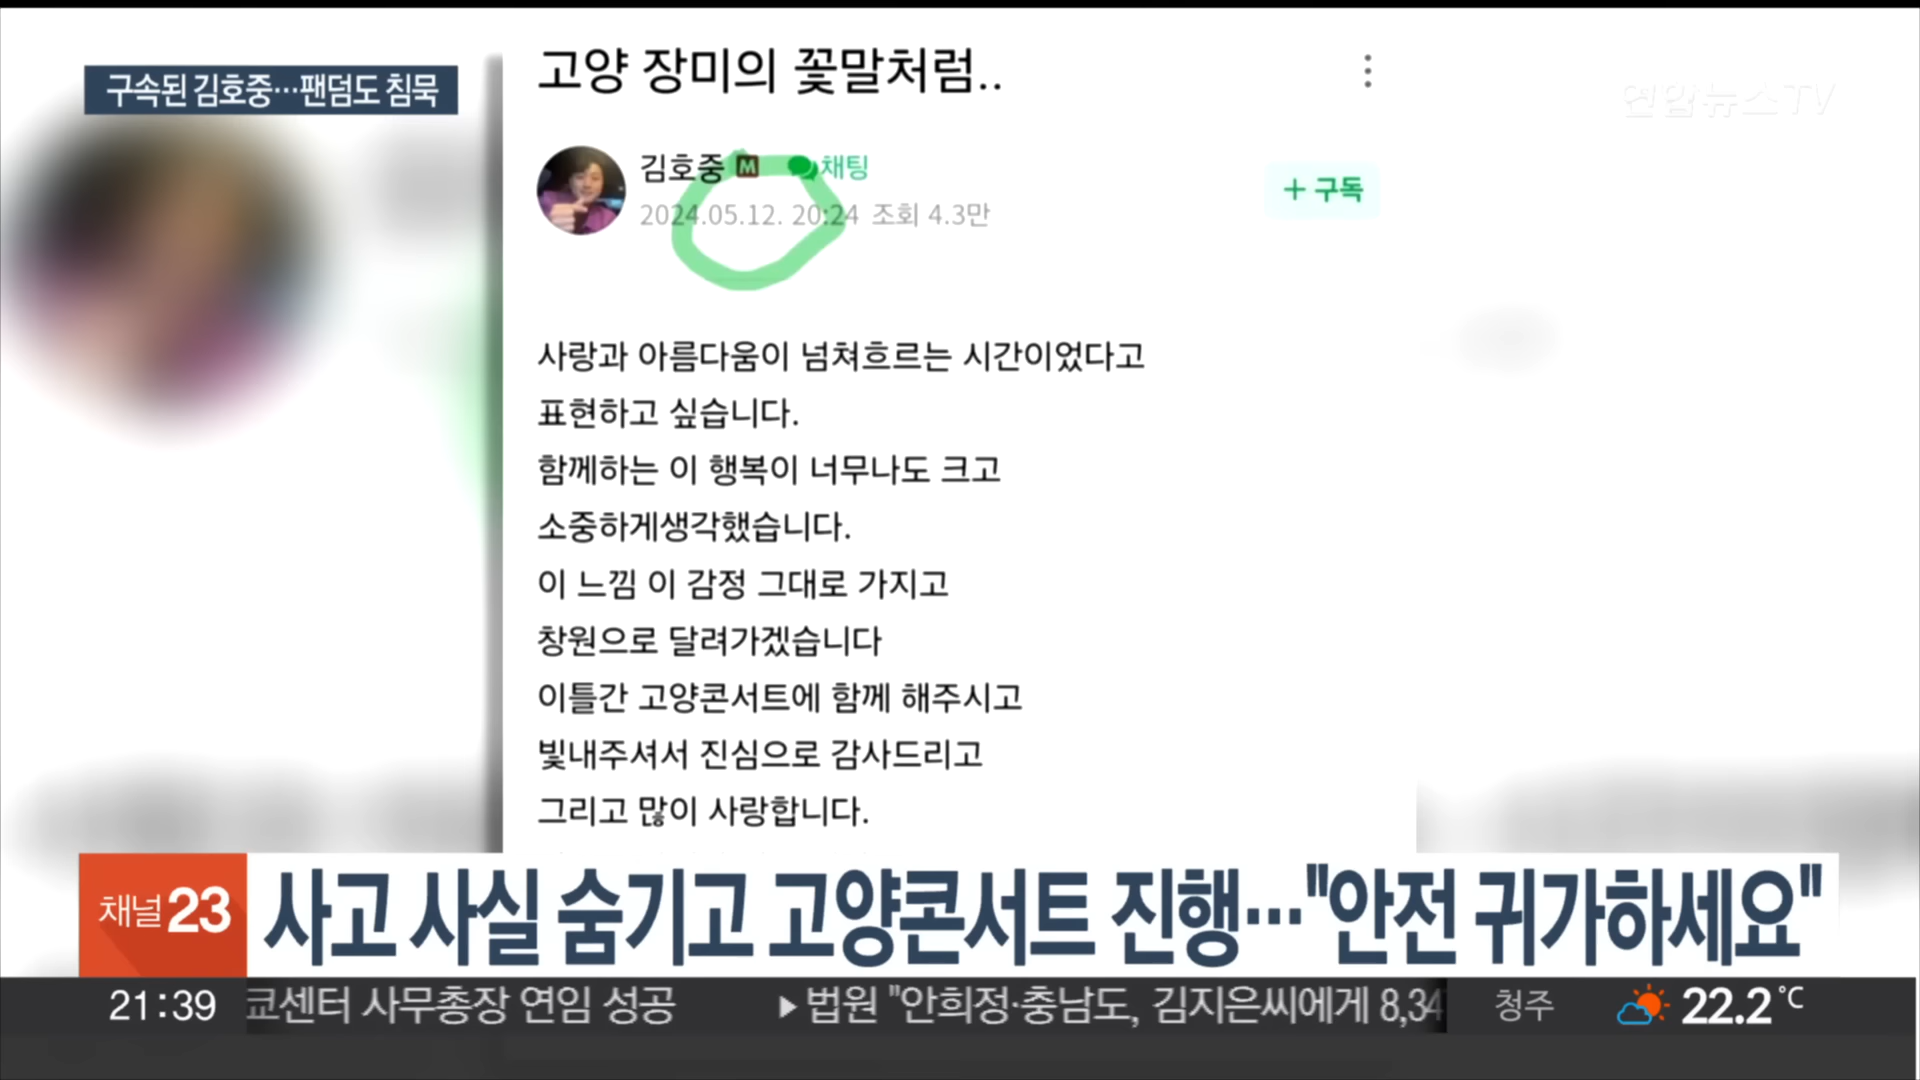 구속된 김호중…팬덤도 침묵
연합뉴스TV
고양 장미의 꽃말처럼..
김호중 M 채팅
2024.05.12. 20:24 조회 4.3만
+ 구독
사랑과 아름다움이 넘쳐흐르는 시간이었다고
표현하고 싶습니다.
함께하는 이 행복이 너무나도 크고
소중하게생각했습니다.
이 느낌 이 감정 그대로 가지고
창원으로 달려가겠습니다
이틀간 고양콘서트에 함께 해주시고
빛내주셔서 진심으로 감사드리고
그리고 많이 사랑합니다.
채널 23
사고 사실 숨기고 고양콘서트 진행…"안전 귀가하세요"
21:39 쿄센터 사무총장 연임 성공 ▶법원 "안희정·충남도, 김지은씨에게 8,34 청주 22.2℃